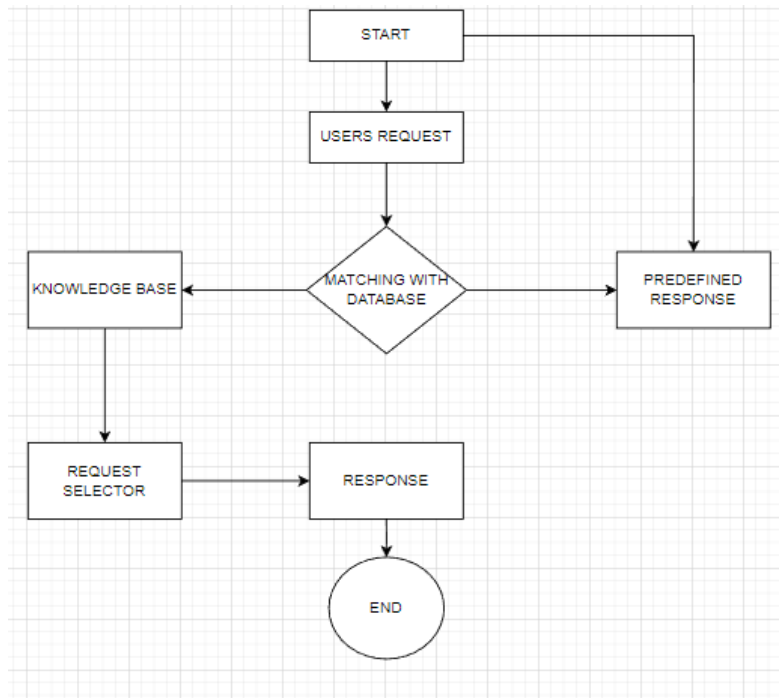 START
USERS REQUEST
KNOWLEDGE BASE
MATCHING WITH
DATABASE
PREDEFINED
RESPONSE
REQUEST
SELECTOR
RESPONSE
END